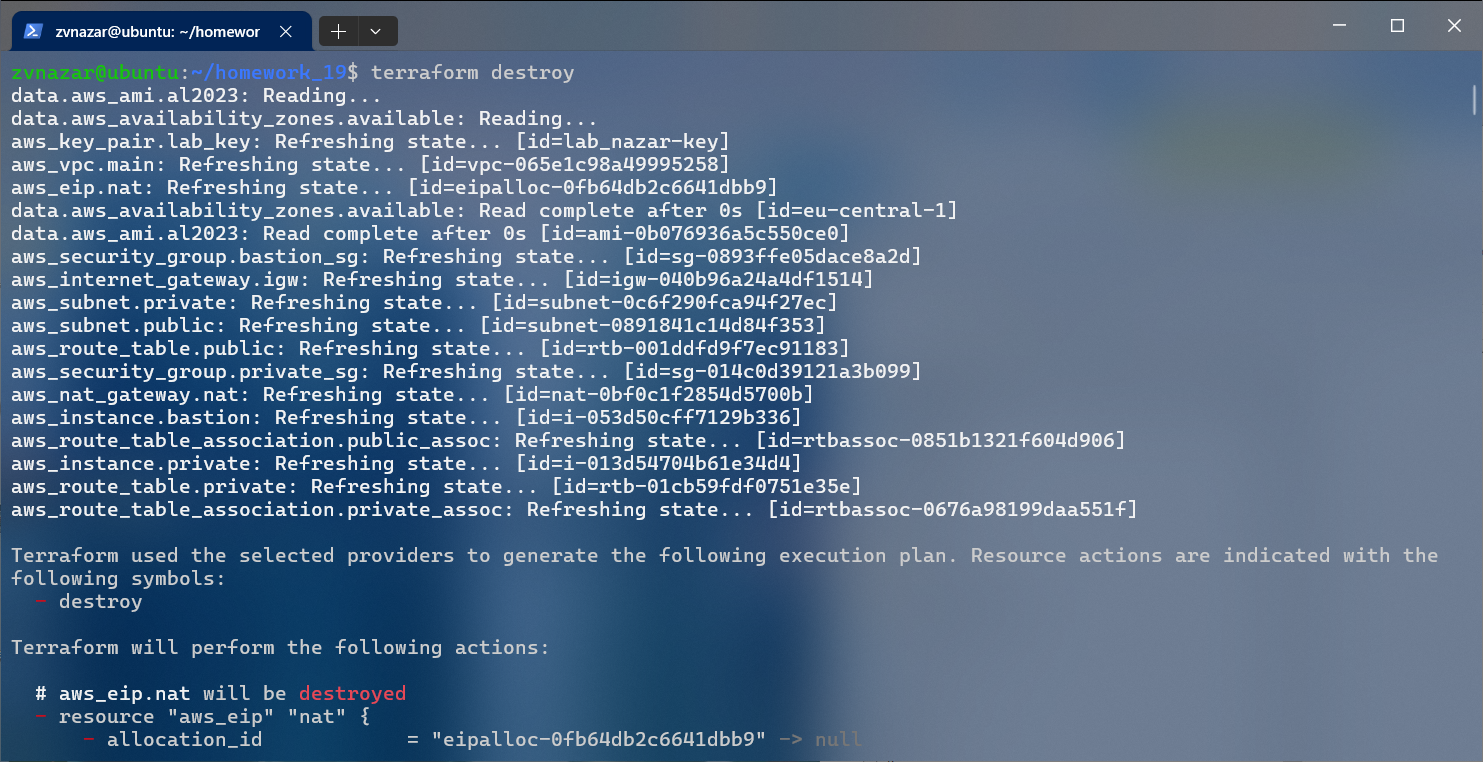 zvnazar@ubuntu: ~/homewor
zvnazar@ubuntu:~/homework_19$ terraform destroy
data.aws_ami.al2023: Reading...
data.aws_availability_zones.available: Reading...
aws_key_pair.lab_key: Refreshing state... [id=lab_nazar-key]
aws_vpc.main: Refreshing state... [id=vpc-065e1c98a49995258]
aws_eip.nat: Refreshing state... [id=eipalloc-0fb64db2c6641dbb9]
data.aws_availability_zones.available: Read complete after 0s [id=eu-central-1]
data.aws_ami.al2023: Read complete after 0s [id=ami-0b076936a5c550ce0]
aws_security_group.bastion_sg: Refreshing state... [id=sg-0893ffe05dace8a2d]
aws_internet_gateway.igw: Refreshing state... [id=igw-040b96a24a4df1514]
aws_subnet.private: Refreshing state... [id=subnet-0c6f290fca94f27ec]
aws_subnet.public: Refreshing state... [id=subnet-0891841c14d84f353]
aws_route_table.public: Refreshing state... [id=rtb-001ddfd9f7ec91183]
aws_security_group.private_sg: Refreshing state... [id=sg-014c0d39121a3b099]
aws_nat_gateway.nat: Refreshing state... [id=nat-0bf0c1f2854d5700b]
aws_instance.bastion: Refreshing state... [id=i-053d50cff7129b336]
aws_route_table_association.public_assoc: Refreshing state... [id=rtbassoc-0851b1321f604d906]
aws_instance.private: Refreshing state... [id=i-013d54704b61e34d4]
aws_route_table.private: Refreshing state... [id=rtb-01cb59fdf0751e35e]
aws_route_table_association.private_assoc: Refreshing state... [id=rtbassoc-0676a98199daa551f]
Terraform used the selected providers to generate the following execution plan. Resource actions are indicated with the
following symbols:
- destroy
Terraform will perform the following actions:
# aws_eip.nat will be destroyed
- resource "aws_eip" "nat" {
- allocation_id = "eipalloc-0fb64db2c6641dbb9" -> null